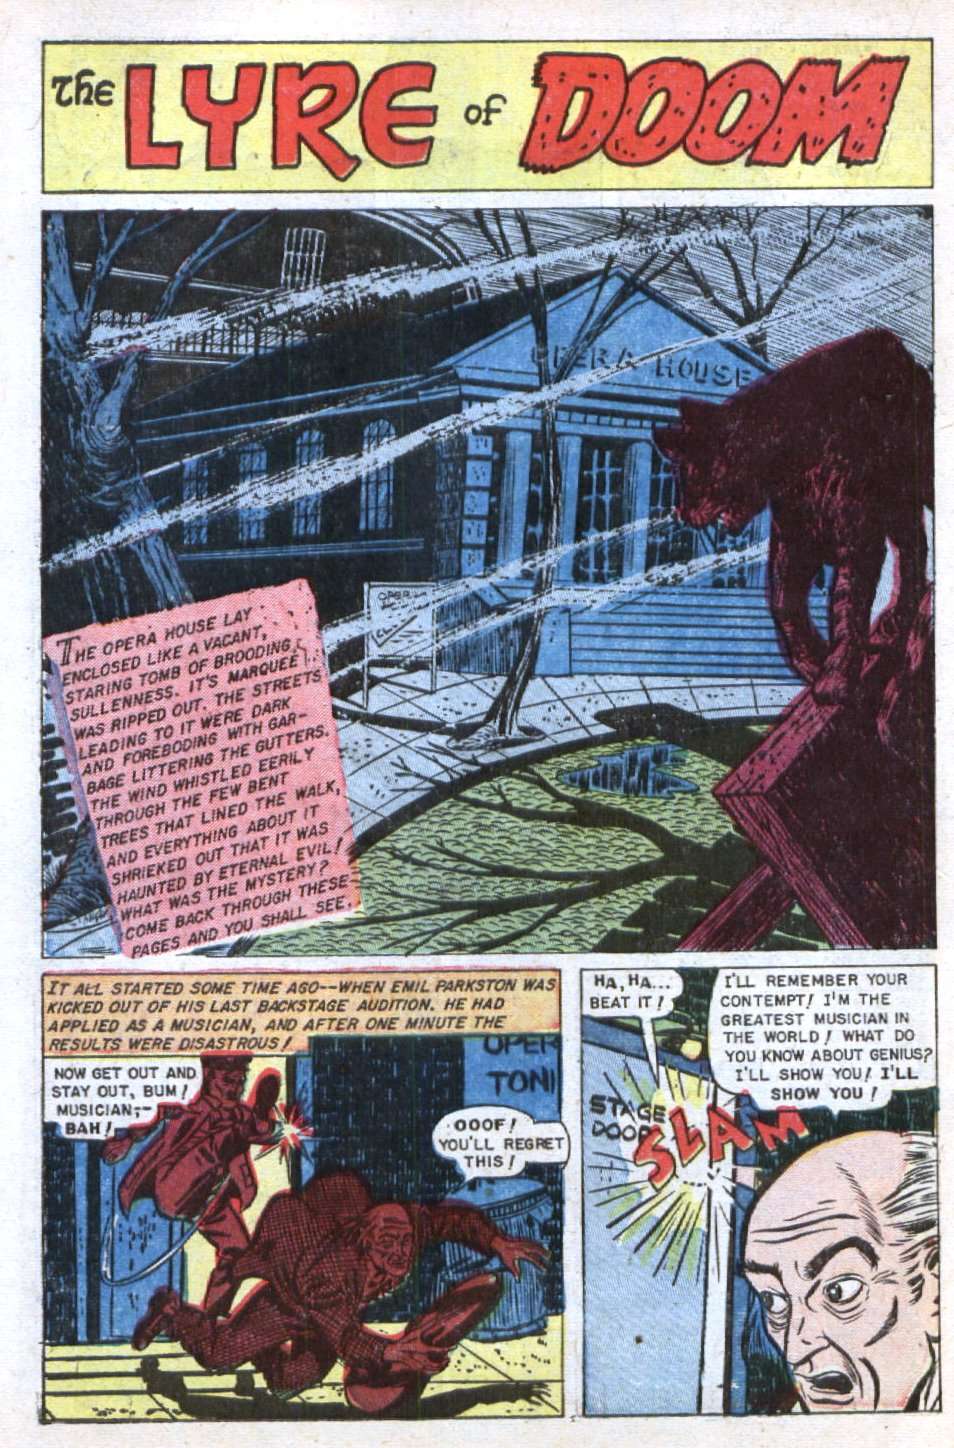 The LYRE of DOOM
OPERA HOUSE
OPERA
THE OPERA HOUSE LAY
ENCLOSED LIKE A VACANT,
STARING TOMB OF BROODING
SULLENNESS. IT'S MARQUEE
WAS RIPPED OUT. THE STREETS
LEADING TO IT WERE DARK
AND FOREBODING WITH GAR-
BAGE LITTERING THE GUTTERS.
THE WIND WHISTLED EERILY
THROUGH THE FEW BENT
TREES THAT LINED THE WALK,
AND EVERYTHING ABOUT IT
SHRIEKED OUT THAT IT WAS
HAUNTED BY ETERNAL EVIL!
WHAT WAS THE MYSTERY?
COME BACK THROUGH THESE
PAGES AND YOU SHALL SEE.
IT ALL STARTED SOME TIME AGO--WHEN EMIL PARKSTON WAS
KICKED OUT OF HIS LAST BACKSTAGE AUDITION. HE HAD
APPLIED AS A MUSICIAN, AND AFTER ONE MINUTE THE
RESULTS WERE DISASTROUS!
NOW GET OUT AND
STAY OUT, BUM!
MUSICIAN,--
BAH!
OPER
TONI
OOOF!
YOU'LL REGRET
THIS!
HA, HA...
BEAT IT!
I'LL REMEMBER YOUR
CONTEMPT! I'M THE
GREATEST MUSICIAN IN
THE WORLD! WHAT DO
YOU KNOW ABOUT GENIUS?
I'LL SHOW YOU! I'LL
SHOW YOU!
STAGE
DOOR
SLAM